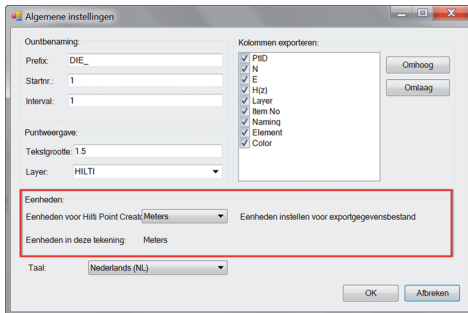 Algemene instellingen
Ountbenaming:
Prefix: DIE_
Startnr.: 1
Interval: 1
Puntweergave:
Tekstgrootte: 1.5
Layer: HILTI
Kolommen exporteren:
PtID
N
E
H(z)
Layer
Item No
Naming
Element
Color
Omhoog
Omlaag
Eenheden:
Eenheden voor Hilti Point Creato Meters Eenheden instellen voor exportgegevensbestand
Eenheden in deze tekening: Meters
Taal: Nederlands (NL)
OK Afbreken